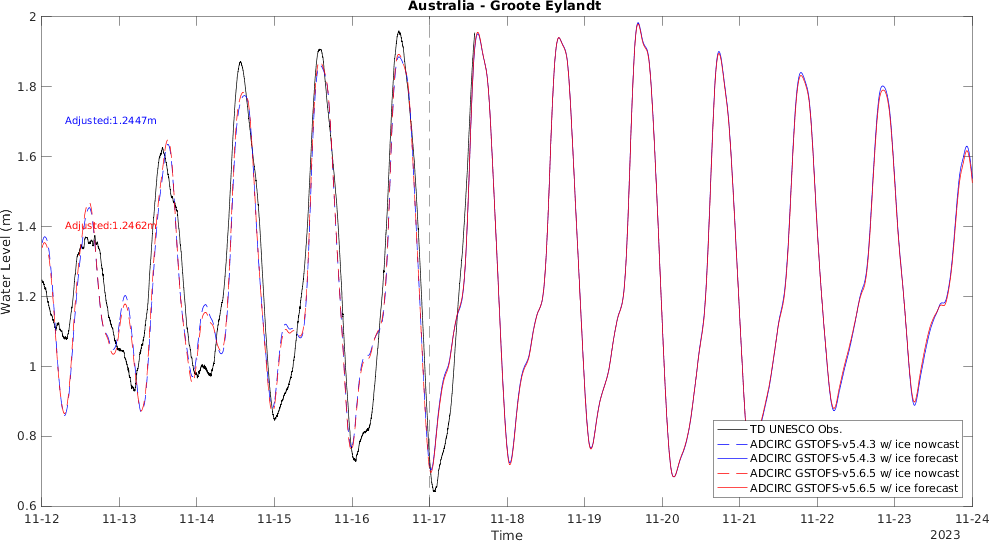 Australia - Groote Eylandt
2
1.8
1.6
1.4
1.2
1
0.8
0.6
Water Level (m)
Adjusted:1.2447m
Adjusted:1.2462m
TD UNESCO Obs.
ADCIRC GSTOFS-v5.4.3 w/ ice nowcast
ADCIRC GSTOFS-v5.4.3 w/ ice forecast
ADCIRC GSTOFS-v5.6.5 w/ ice nowcast
ADCIRC GSTOFS-v5.6.5 w/ ice forecast
11-12 11-13 11-14 11-15 11-16 11-17 11-18 11-19 11-20 11-21 11-22 11-23 11-24
Time
2023